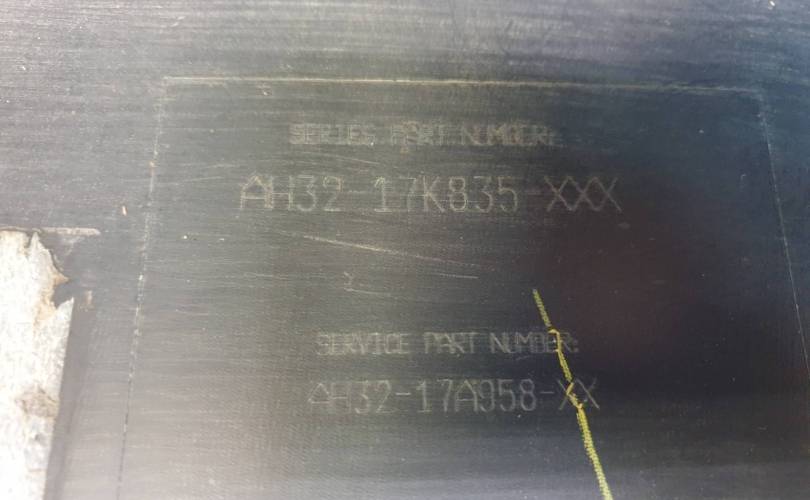 SERIES PART NUMBER:
AH32-17K835-XXX
SERVICE PART NUMBER:
AH32-17A958-XX